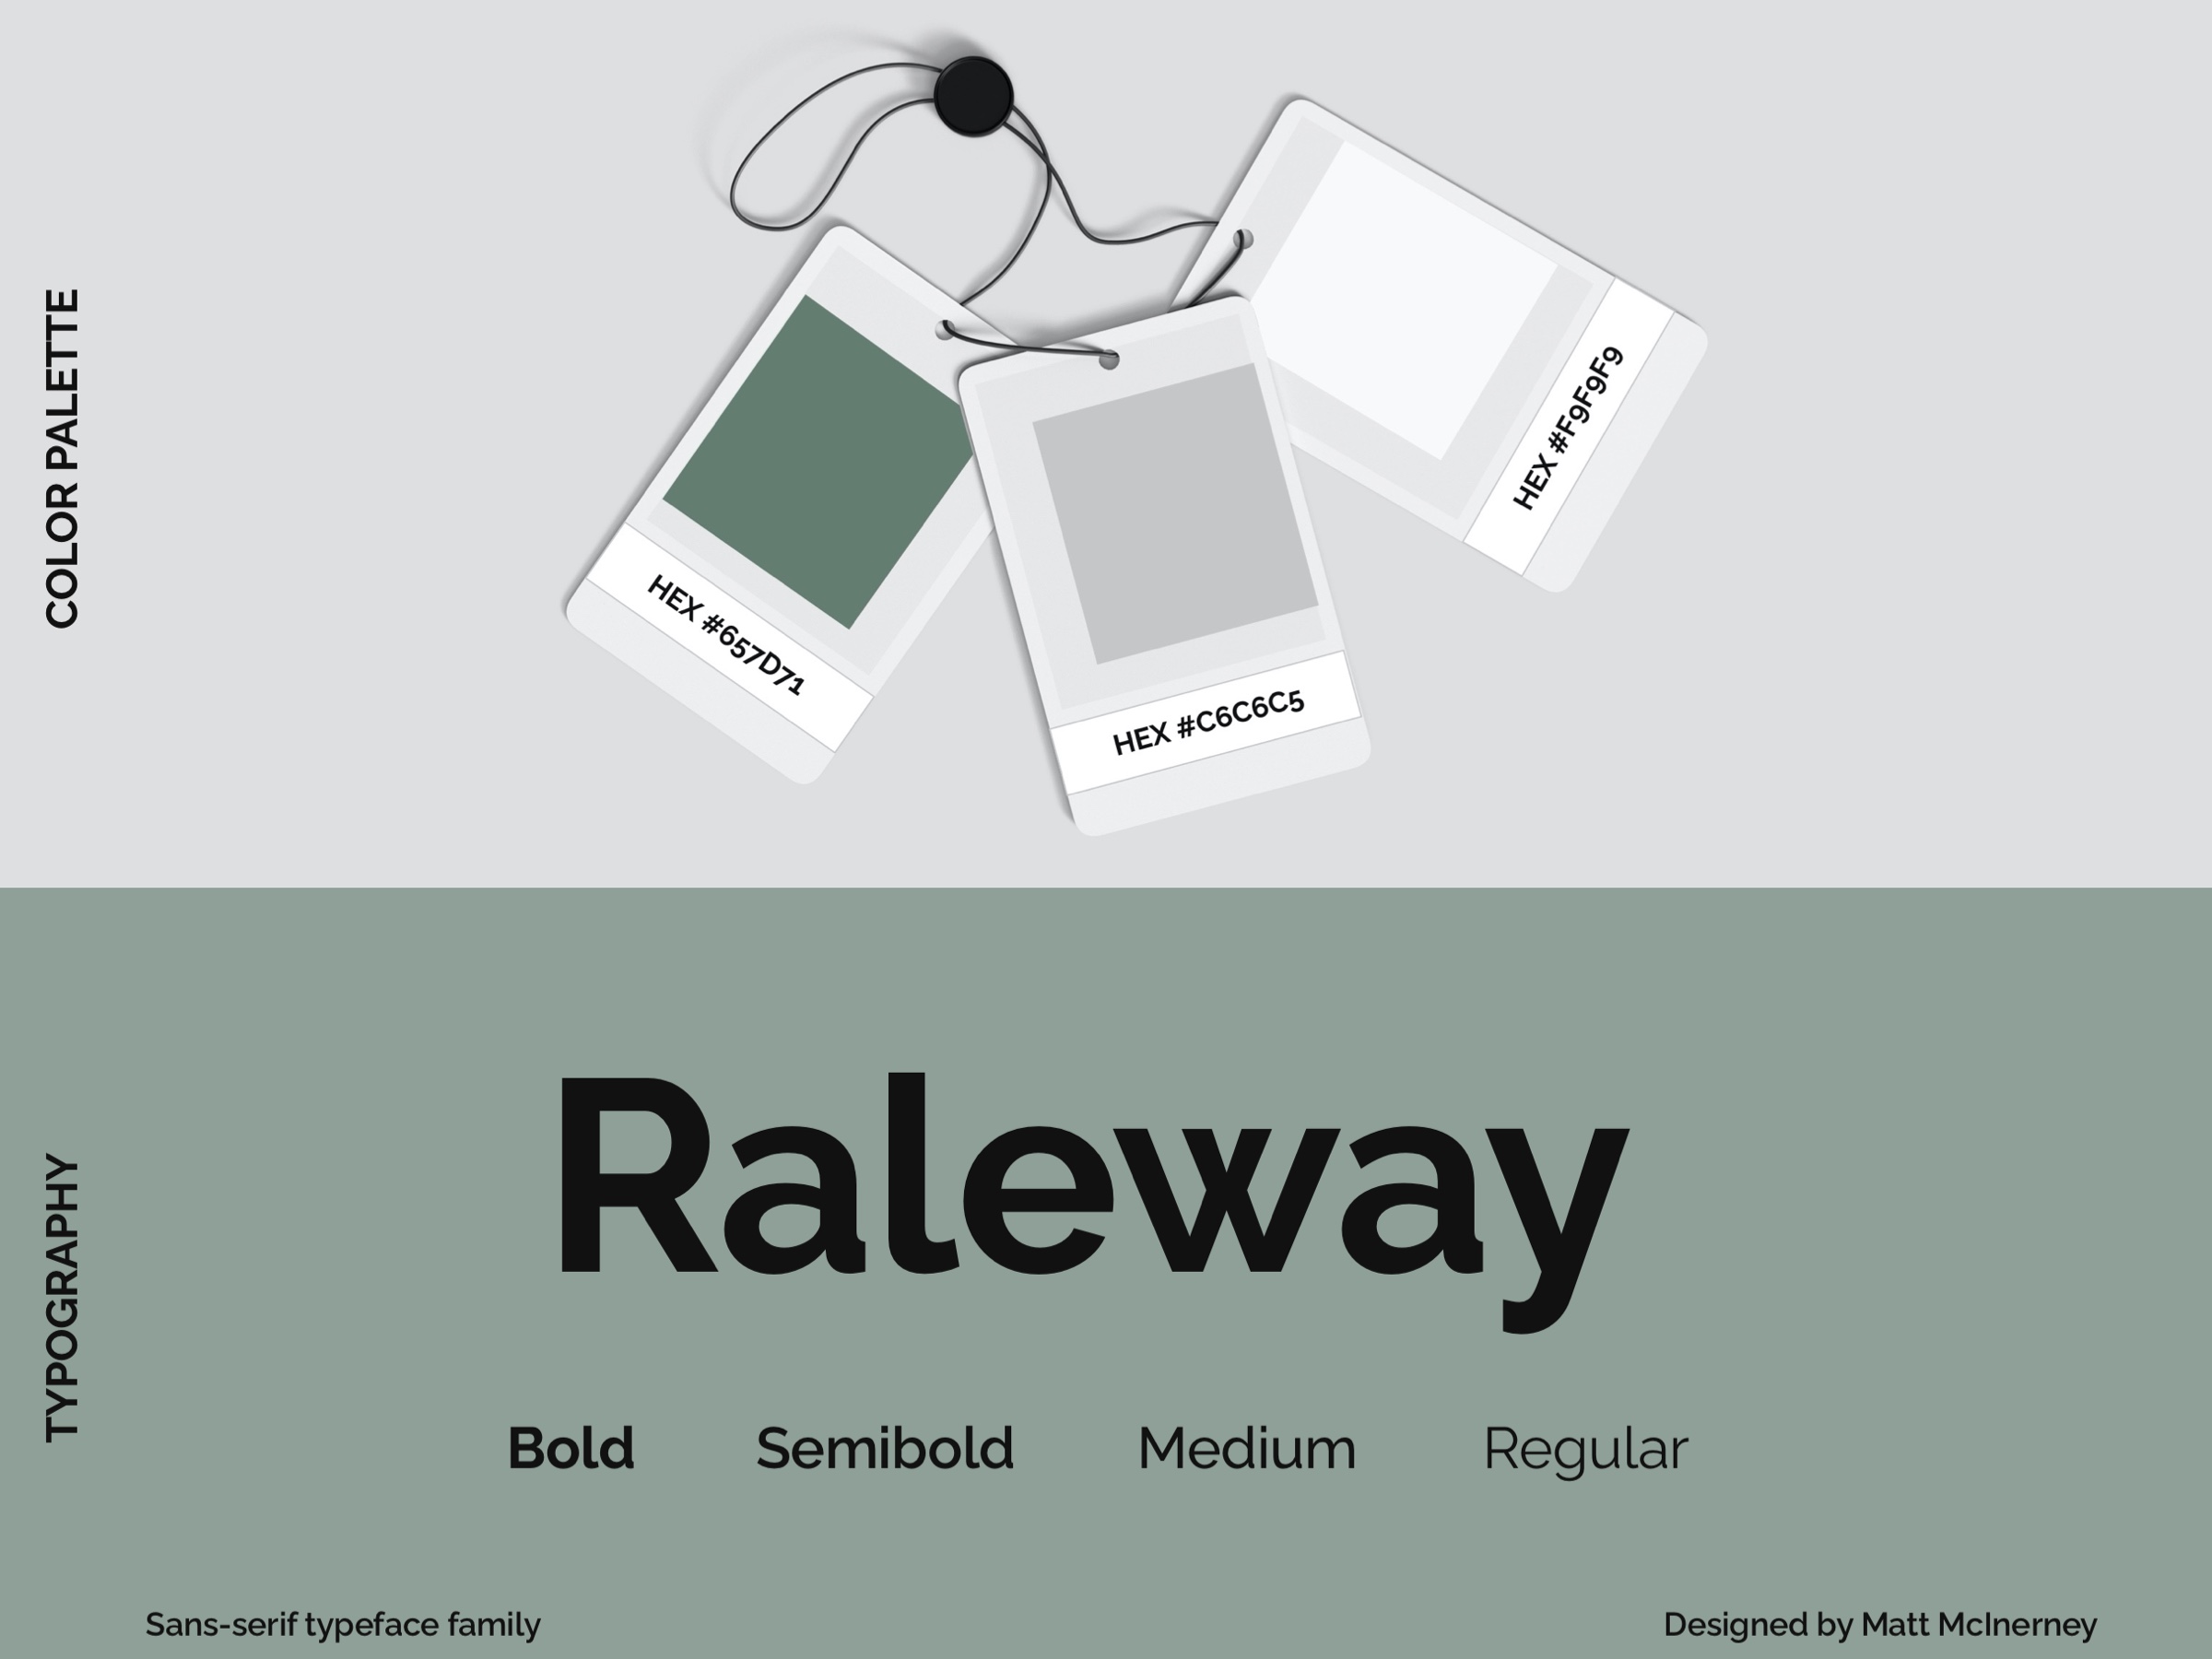 COLOR PALETTE
HEX #657D71
HEX #C6C6C5
HEX #F9F9F9
TYPOGRAPHY
Raleway
Bold Semibold Medium Regular
Sans-serif typeface family
Designed by Matt McInerney